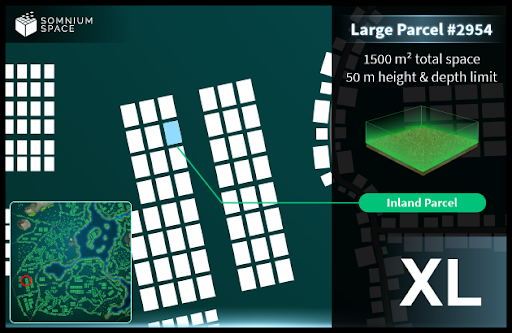 SOMNIUM
SPACE
Large Parcel #2954
1500 m² total space
50 m height & depth limit
Inland Parcel
XL